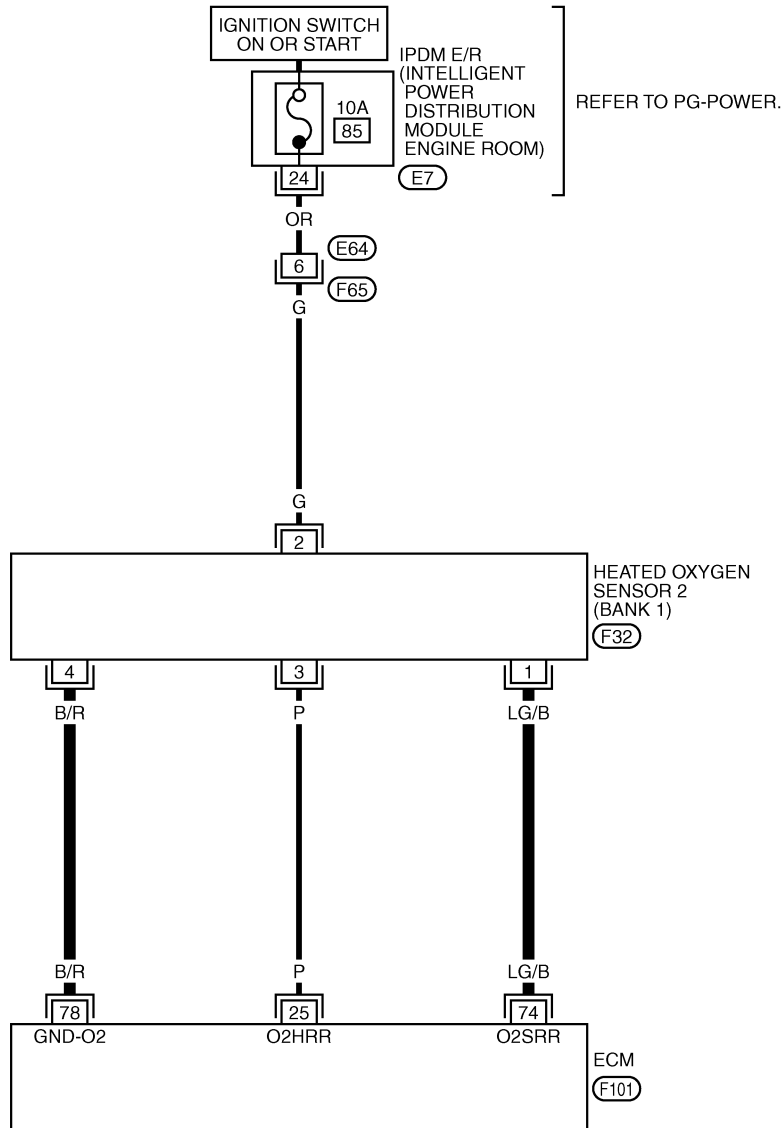 IGNITION SWITCH
ON OR START
IPDM E/R
(INTELLIGENT
POWER
DISTRIBUTION
MODULE
ENGINE ROOM)
10A
85
REFER TO PG-POWER.
24
E7
OR
E64
6
F65
G
G
2
HEATED OXYGEN
SENSOR 2
(BANK 1)
F32
4 3 1
B/R P LG/B
B/R P LG/B
78 25 74
GND-O2 O2HRR O2SRR
ECM
F101